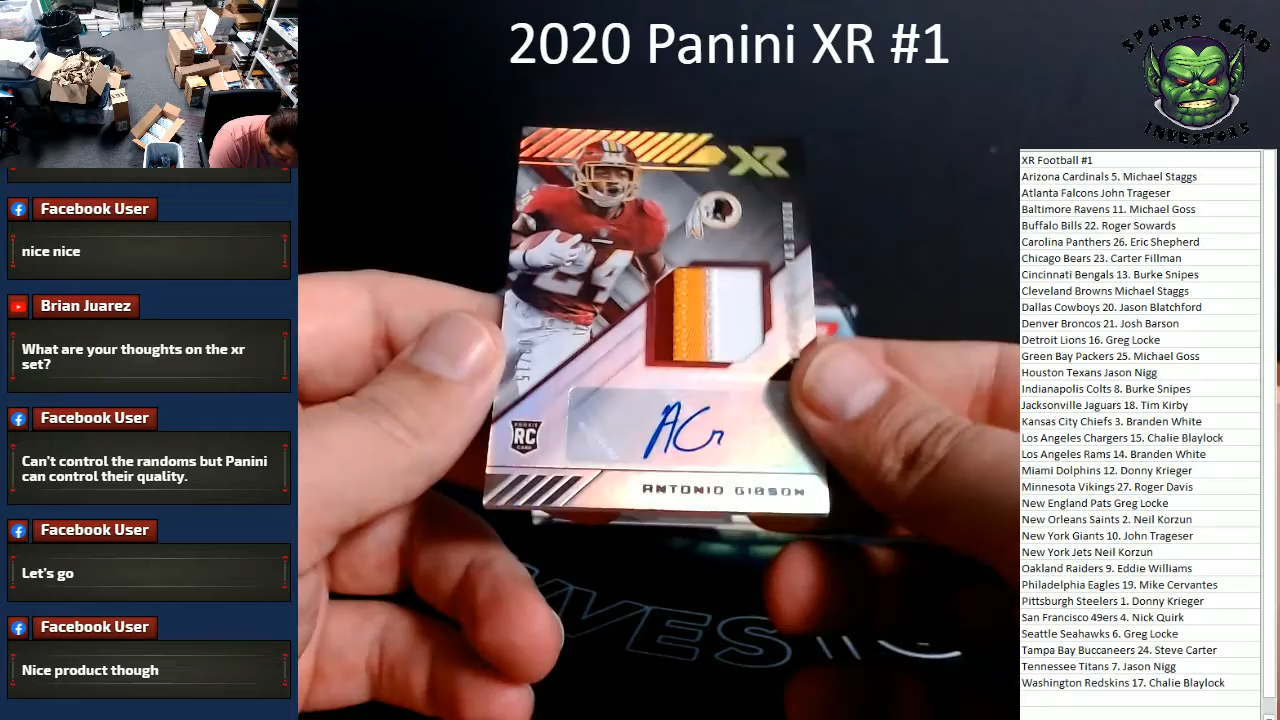 2020 Panini XR #1
SPORTS CARD
INVESTORS
Facebook User
nice nice
Brian Juarez
What are your thoughts on the xr
set?
Facebook User
Can't control the randoms but Panini
can control their quality.
Facebook User
Let's go
Facebook User
Nice product though
XR
24
ROOKIE
RC
CARD
AG
ANTONIO GIBSON
VES
XR Football #1
Arizona Cardinals 5. Michael Staggs
Atlanta Falcons John Trageser
Baltimore Ravens 11. Michael Goss
Buffalo Bills 22. Roger Sowards
Carolina Panthers 26. Eric Shepherd
Chicago Bears 23. Carter Fillman
Cincinnati Bengals 13. Burke Snipes
Cleveland Browns Michael Staggs
Dallas Cowboys 20. Jason Blatchford
Denver Broncos 21. Josh Barson
Detroit Lions 16. Greg Locke
Green Bay Packers 25. Michael Goss
Houston Texans Jason Nigg
Indianapolis Colts 8. Burke Snipes
Jacksonville Jaguars 18. Tim Kirby
Kansas City Chiefs 3. Branden White
Los Angeles Chargers 15. Chalie Blaylock
Los Angeles Rams 14. Branden White
Miami Dolphins 12. Donny Krieger
Minnesota Vikings 27. Roger Davis
New England Pats Greg Locke
New Orleans Saints 2. Neil Korzun
New York Giants 10. John Trageser
New York Jets Neil Korzun
Oakland Raiders 9. Eddie Williams
Philadelphia Eagles 19. Mike Cervantes
Pittsburgh Steelers 1. Donny Krieger
San Francisco 49ers 4. Nick Quirk
Seattle Seahawks 6. Greg Locke
Tampa Bay Buccaneers 24. Steve Carter
Tennessee Titans 7. Jason Nigg
Washington Redskins 17. Chalie Blaylock